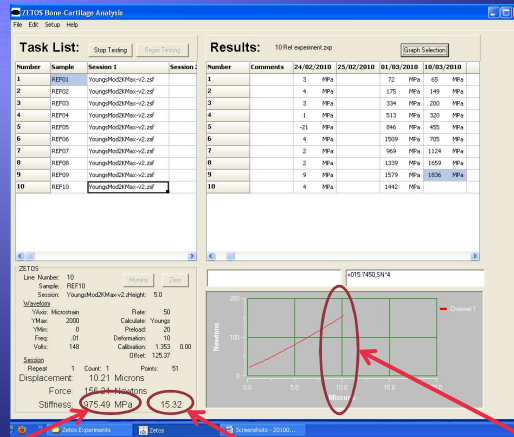 ZETOS Bone-Cartilage Analysis
File Edit Setup Help
Task List: Stop Testing Begin Testing
Results: 10 Ref experiment.zxp Graph Selection
Number Sample Session 1 Session 2
1 REF01 YoungsMod2KMax-v2.zsf
2 REF02 YoungsMod2KMax-v2.zsf
3 REF03 YoungsMod2KMax-v2.zsf
4 REF04 YoungsMod2KMax-v2.zsf
5 REF05 YoungsMod2KMax-v2.zsf
6 REF06 YoungsMod2KMax-v2.zsf
7 REF07 YoungsMod2KMax-v2.zsf
8 REF08 YoungsMod2KMax-v2.zsf
9 REF09 YoungsMod2KMax-v2.zsf
10 REF10 YoungsMod2KMax-v2.zsf
Number Comments 24/02/2010 25/02/2010 01/03/2010 10/03/2010
1 3 MPa 72 MPa 65 MPa
2 4 MPa 175 MPa 149 MPa
3 3 MPa 334 MPa 200 MPa
4 1 MPa 513 MPa 320 MPa
5 -21 MPa 846 MPa 455 MPa
6 4 MPa 1509 MPa 705 MPa
7 2 MPa 969 MPa 1124 MPa
8 2 MPa 1339 MPa 1659 MPa
9 9 MPa 1579 MPa 1836 MPa
10 4 MPa 1442 MPa
ZETOS
Line Number: 10 Monitor Zero
Sample: REF10
Session: YoungsMod2KMax-v2.zHeight: 5.0
Waveform
YAxis: Microstrain Rate: 50
YMax: 2000 Calculate: Youngs
YMin: 0 Preload: 20
Freq: .01 Deformation: 10
Volts: 148 Calibration: 1.353 0.00
Offset: 125.37
Session
Repeat 1 Count: 1 Points: 51
Displacement: 10.21 Microns
Force: 156.21 Newtons
Stiffness: 975.49 MPa 15.32
+015.7450,SN*4
200
100
0
Newtons
0.0 5.0 10.0 15.0
Microns
Channel 1
Zetos Experiments Zetos Screenshots - 20100...